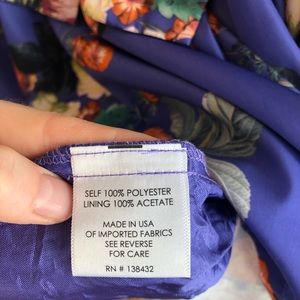 SELF 100% POLYESTER
LINING 100% ACETATE
MADE IN USA
OF IMPORTED FABRICS
SEE REVERSE
FOR CARE
RN # 138432